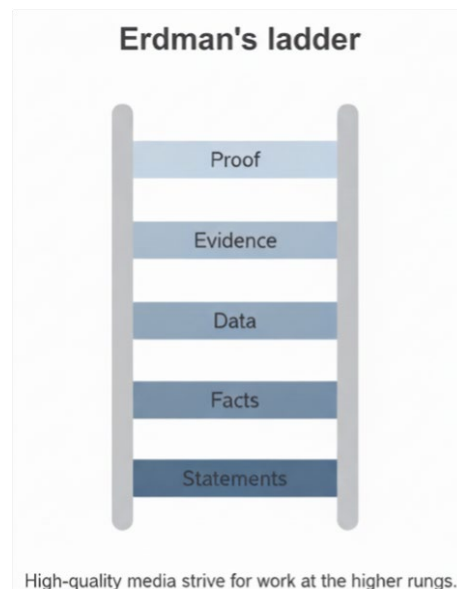 Erdman's ladder
Proof
Evidence
Data
Facts
Statements
High-quality media strive for work at the higher rungs.